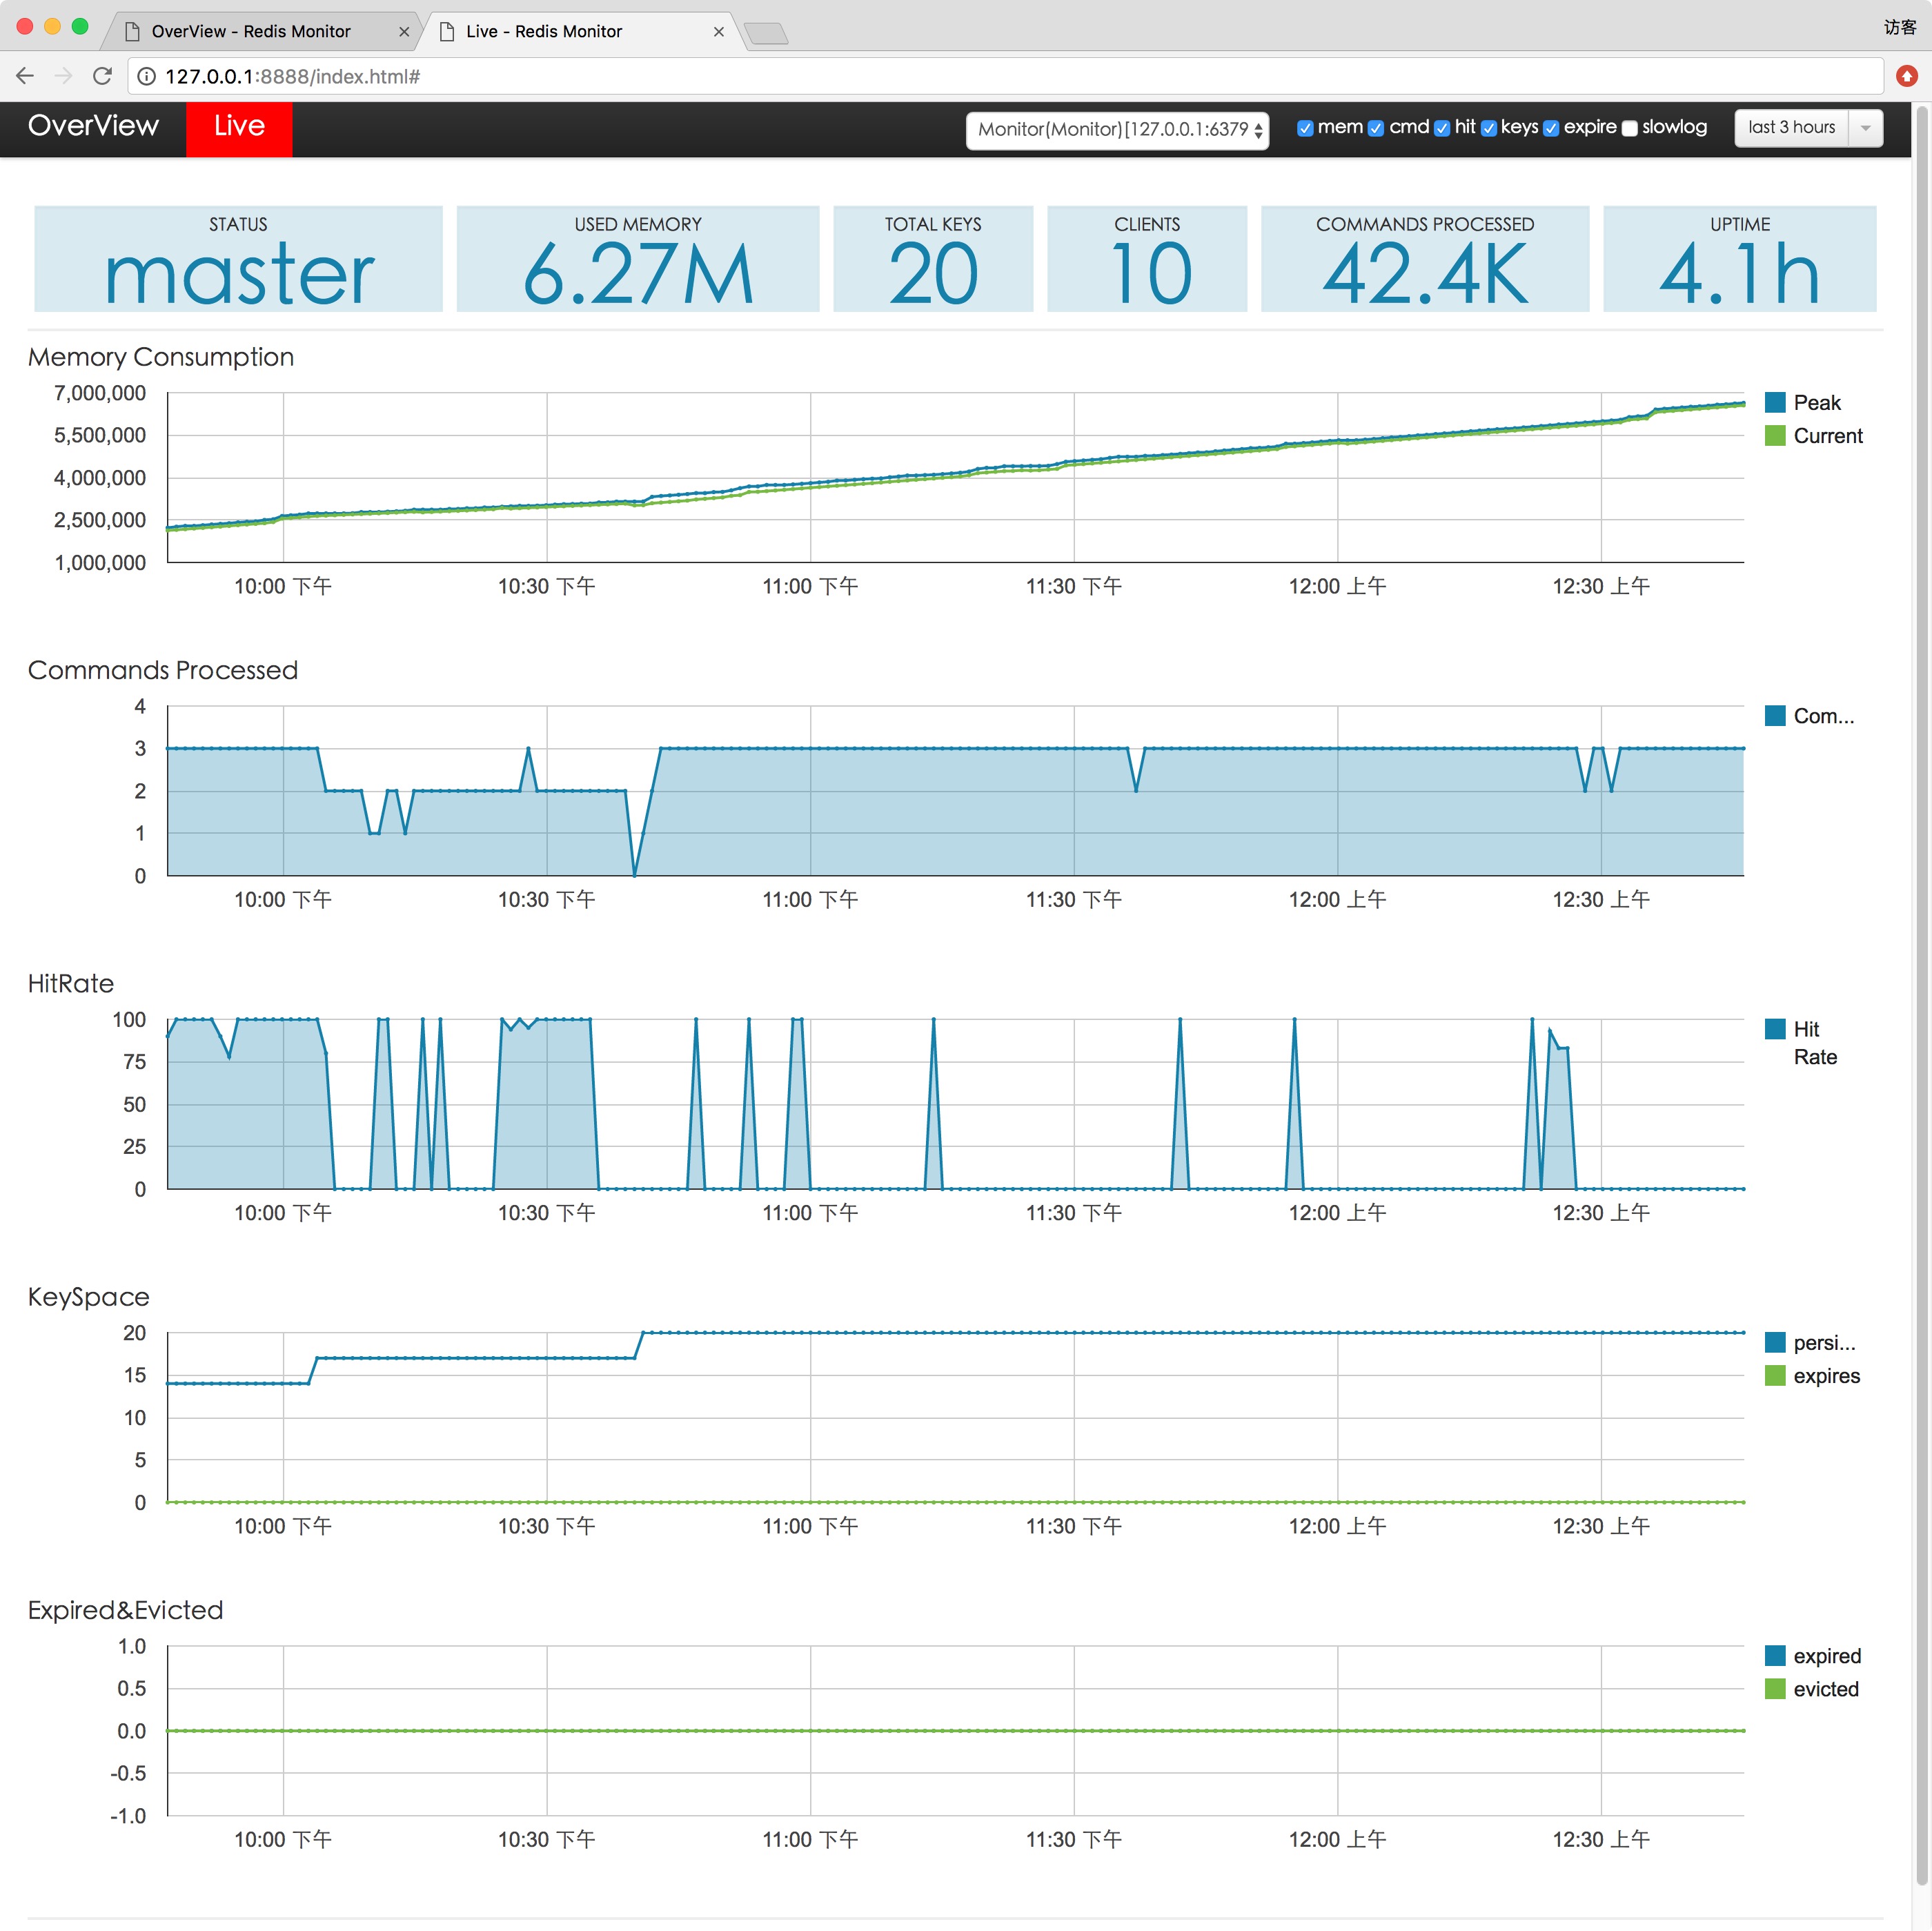 OverView - Redis Monitor
Live - Redis Monitor
访客
127.0.0.1:8888/index.html#
OverView
Live
Monitor(Monitor)[127.0.0.1:6379
mem
cmd
hit
keys
expire
slowlog
last 3 hours
STATUS
master
USED MEMORY
6.27M
TOTAL KEYS
20
CLIENTS
10
COMMANDS PROCESSED
42.4K
UPTIME
4.1h
Memory Consumption
7,000,000
5,500,000
4,000,000
2,500,000
1,000,000
10:00 下午
10:30 下午
11:00 下午
11:30 下午
12:00 上午
12:30 上午
Peak
Current
Commands Processed
4
3
2
1
0
10:00 下午
10:30 下午
11:00 下午
11:30 下午
12:00 上午
12:30 上午
Com...
HitRate
100
75
50
25
0
10:00 下午
10:30 下午
11:00 下午
11:30 下午
12:00 上午
12:30 上午
Hit
Rate
KeySpace
20
15
10
5
0
10:00 下午
10:30 下午
11:00 下午
11:30 下午
12:00 上午
12:30 上午
persi...
expires
Expired&Evicted
1.0
0.5
0.0
-0.5
-1.0
10:00 下午
10:30 下午
11:00 下午
11:30 下午
12:00 上午
12:30 上午
expired
evicted